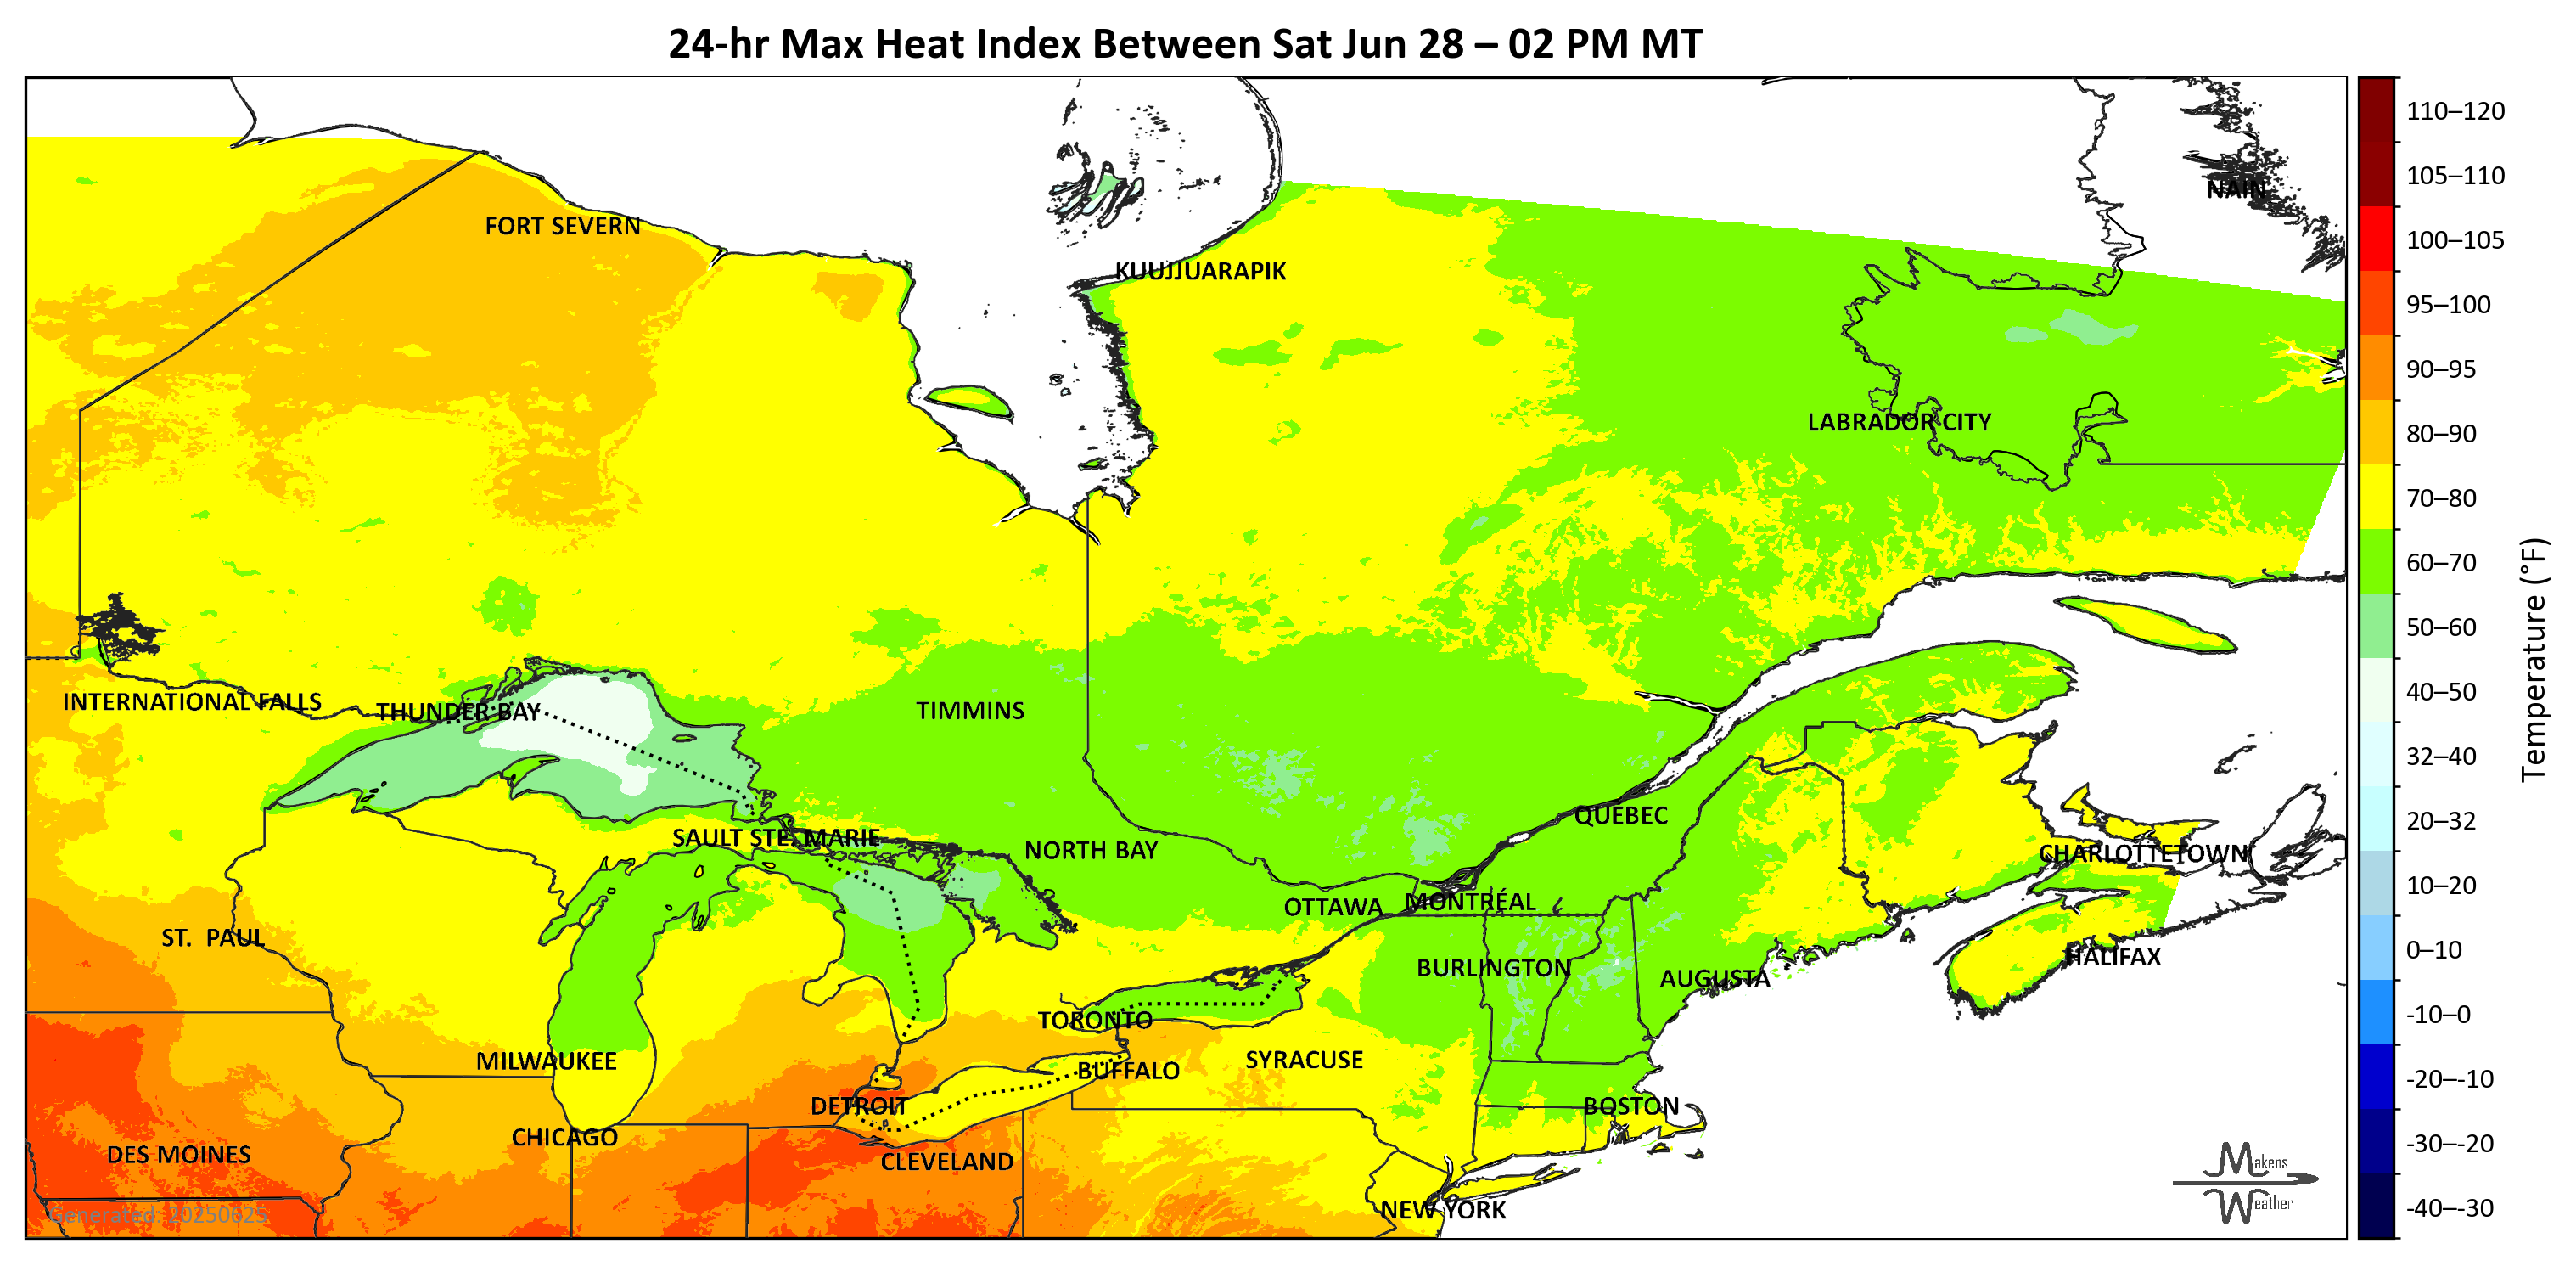 24-hr Max Heat Index Between Sat Jun 28 – 02 PM MT
110–120
105–110
NAIN
FORT SEVERN
100–105
KUUJJUARAPIK
95–100
90–95
LABRADOR CITY
80–90
70–80
60–70
50–60
Temperature (°F)
INTERNATIONAL FALLS
THUNDER BAY
TIMMINS
40–50
32–40
QUÉBEC
20–32
SAULT STE. MARIE
NORTH BAY
CHARLOTTETOWN
10–20
OTTAWA
MONTRÉAL
ST. PAUL
HALIFAX
0–10
BURLINGTON
AUGUSTA
TORONTO
-10–0
MILWAUKEE
BUFFALO
SYRACUSE
-20–-10
DETROIT
BOSTON
CHICAGO
DES MOINES
CLEVELAND
-30–-20
Makens
Weather
NEW YORK
-40–-30
Generated: 20250625